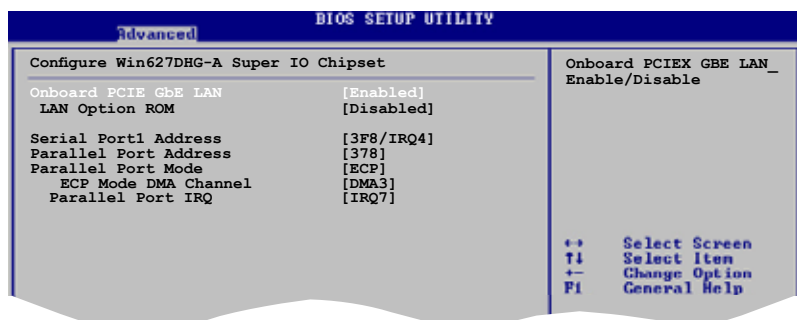 BIOS SETUP UTILITY
Advanced
Configure Win627DHG-A Super IO Chipset
Onboard PCIE GbE LAN [Enabled]
LAN Option ROM [Disabled]
Serial Port1 Address [3F8/IRQ4]
Parallel Port Address [378]
Parallel Port Mode [ECP]
ECP Mode DMA Channel [DMA3]
Parallel Port IRQ [IRQ7]
Onboard PCIEX GBE LAN_
Enable/Disable
↔ Select Screen
↑↓ Select Item
+- Change Option
F1 General Help